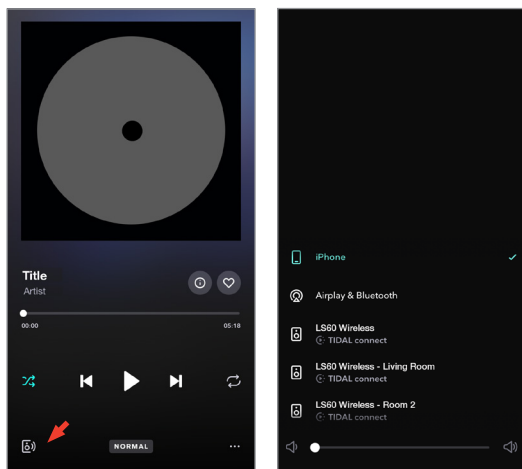 Title
Artist
00:00
05:18
NORMAL
iPhone
Airplay & Bluetooth
LS60 Wireless
TIDAL connect
LS60 Wireless - Living Room
TIDAL connect
LS60 Wireless - Room 2
TIDAL connect